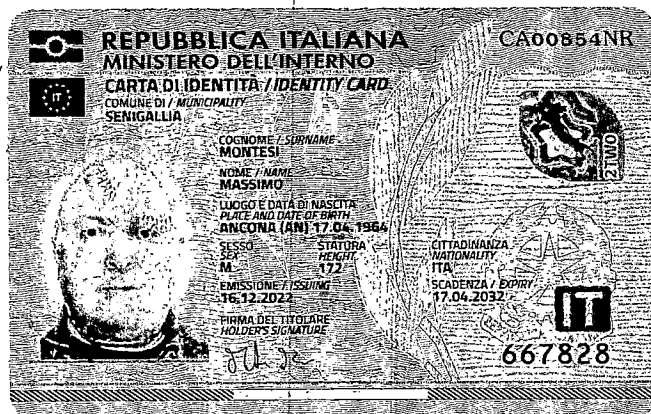 REPUBBLICA ITALIANA
CA00854NR
MINISTERO DELL'INTERNO
CARTA DI IDENTITÀ / IDENTITY CARD
COMUNE DI / MUNICIPALITY
SENIGALLIA
COGNOME / SURNAME
MONTESI
NOME / NAME
MASSIMO
LUOGO E DATA DI NASCITA
PLACE AND DATE OF BIRTH
ANCONA (AN) 17.04.1964
SESSO
SEX
M
STATURA
HEIGHT
172
CITTADINANZA
NATIONALITY
ITA
EMISSIONE / ISSUING
16.12.2022
SCADENZA / EXPIRY
17.04.2032
FIRMA DEL TITOLARE
HOLDER'S SIGNATURE
IT
667828